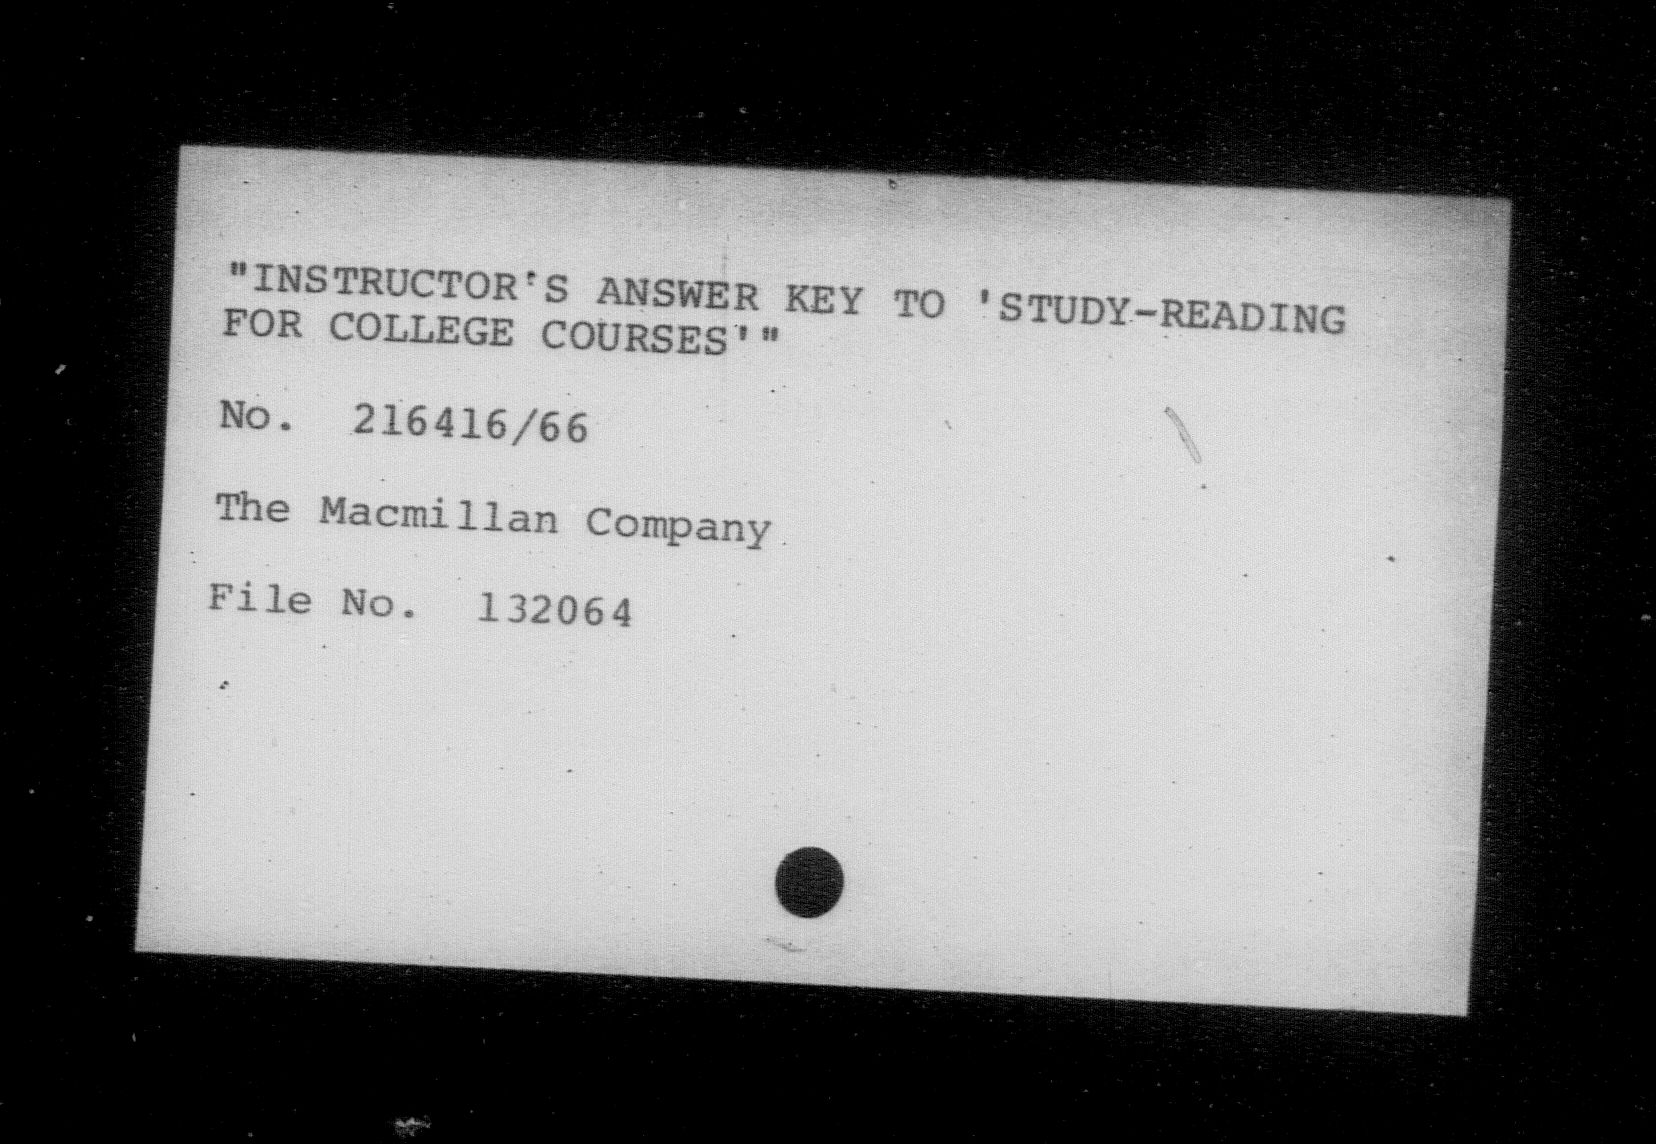 "INSTRUCTOR'S ANSWER KEY TO 'STUDY-READING
FOR COLLEGE COURSES'"
No. 216416/66
The Macmillan Company
File No. 132064